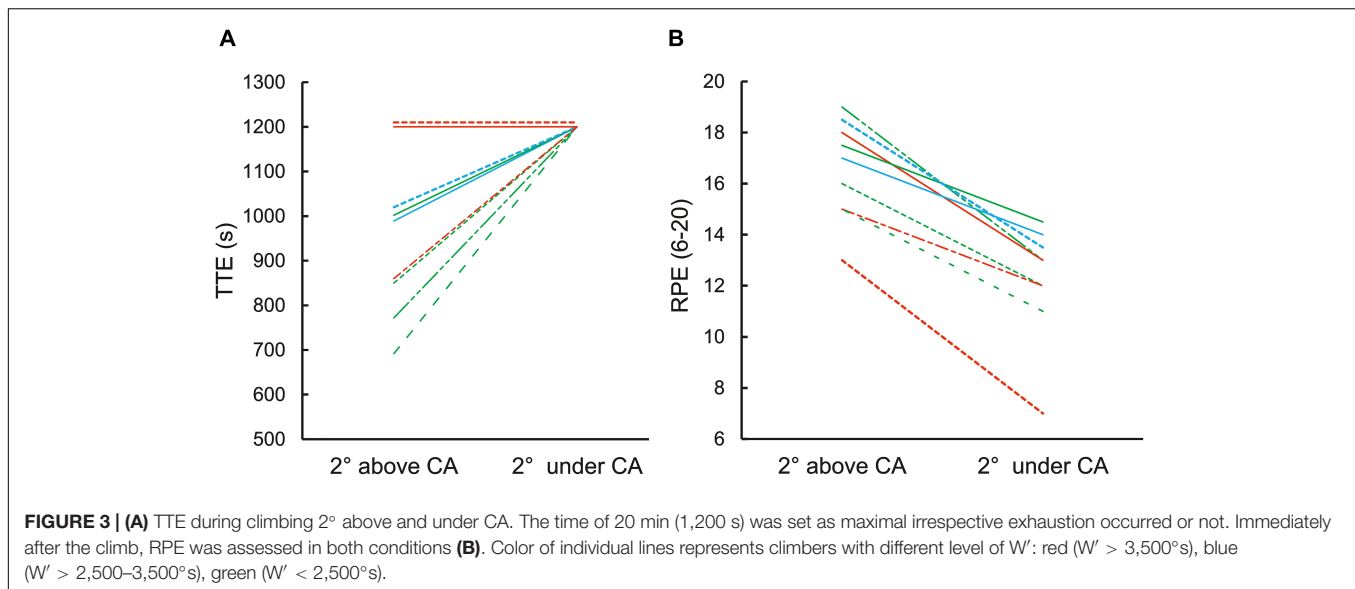 A
B
1300
1200
1100
1000
900
800
700
600
500
TTE (s)
2° above CA
2° under CA
20
18
16
14
12
10
8
6
RPE (6-20)
2° above CA
2° under CA
FIGURE 3 | (A) TTE during climbing 2° above and under CA. The time of 20 min (1,200 s) was set as maximal irrespective exhaustion occurred or not. Immediately
after the climb, RPE was assessed in both conditions (B). Color of individual lines represents climbers with different level of W′: red (W′ > 3,500°s), blue
(W′ > 2,500–3,500°s), green (W′ < 2,500°s).